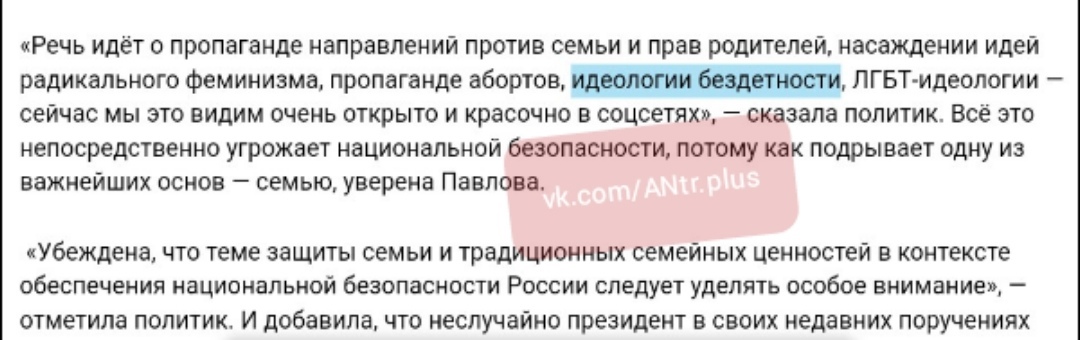 «Речь идёт о пропаганде направлений против семьи и прав родителей, насаждении идей
радикального феминизма, пропаганде абортов, идеологии бездетности, ЛГБТ-идеологии —
сейчас мы это видим очень открыто и красочно в соцсетях», — сказала политик. Всё это
непосредственно угрожает национальной безопасности, потому как подрывает одну из
важнейших основ — семью, уверена Павлова.
vk.com/ANtr.plus
«Убеждена, что теме защиты семьи и традиционных семейных ценностей в контексте
обеспечения национальной безопасности России следует уделять особое внимание», —
отметила политик. И добавила, что неслучайно президент в своих недавних поручениях